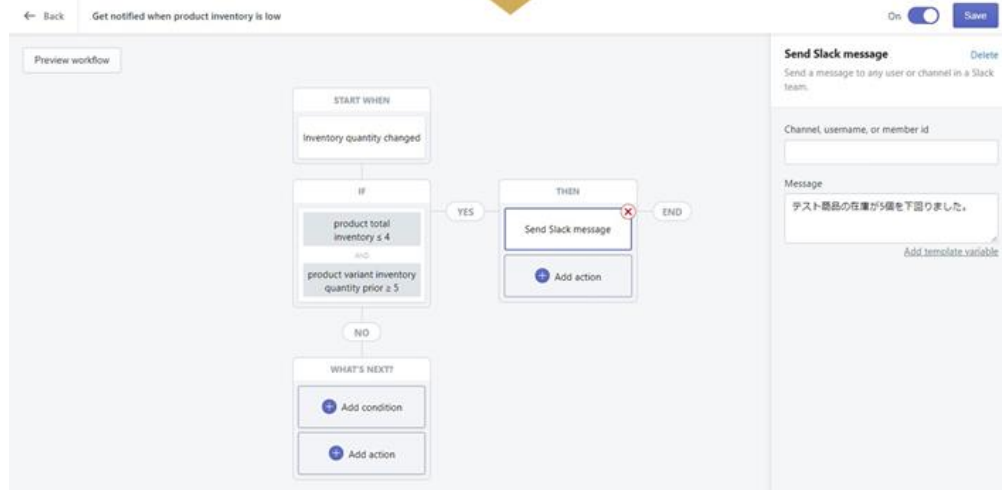 ← Back
Get notified when product inventory is low
On
Save
Preview workflow
START WHEN
Inventory quantity changed
IF
product total
inventory ≤ 4
AND
product variant inventory
quantity prior ≥ 5
YES
THEN
Send Slack message
Add action
END
NO
WHAT'S NEXT?
Add condition
Add action
Send Slack message
Delete
Send a message to any user or channel in a Slack
team.
Channel, username, or member id
Message
テスト商品の在庫が5個を下回りました。
Add template variable